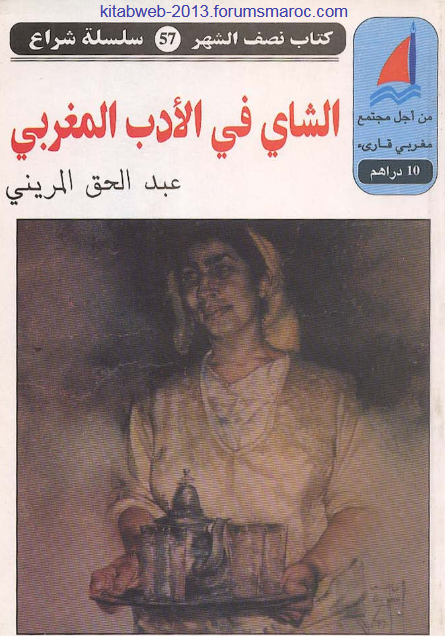 kitabweb-2013.forumsmaroc.com
كتاب نصف الشهر 57 سلسلة شراع
من أجل مجتمع
مغربي قارىء
10 دراهم
الشاي في الأدب المغربي
عبد الحق المريني